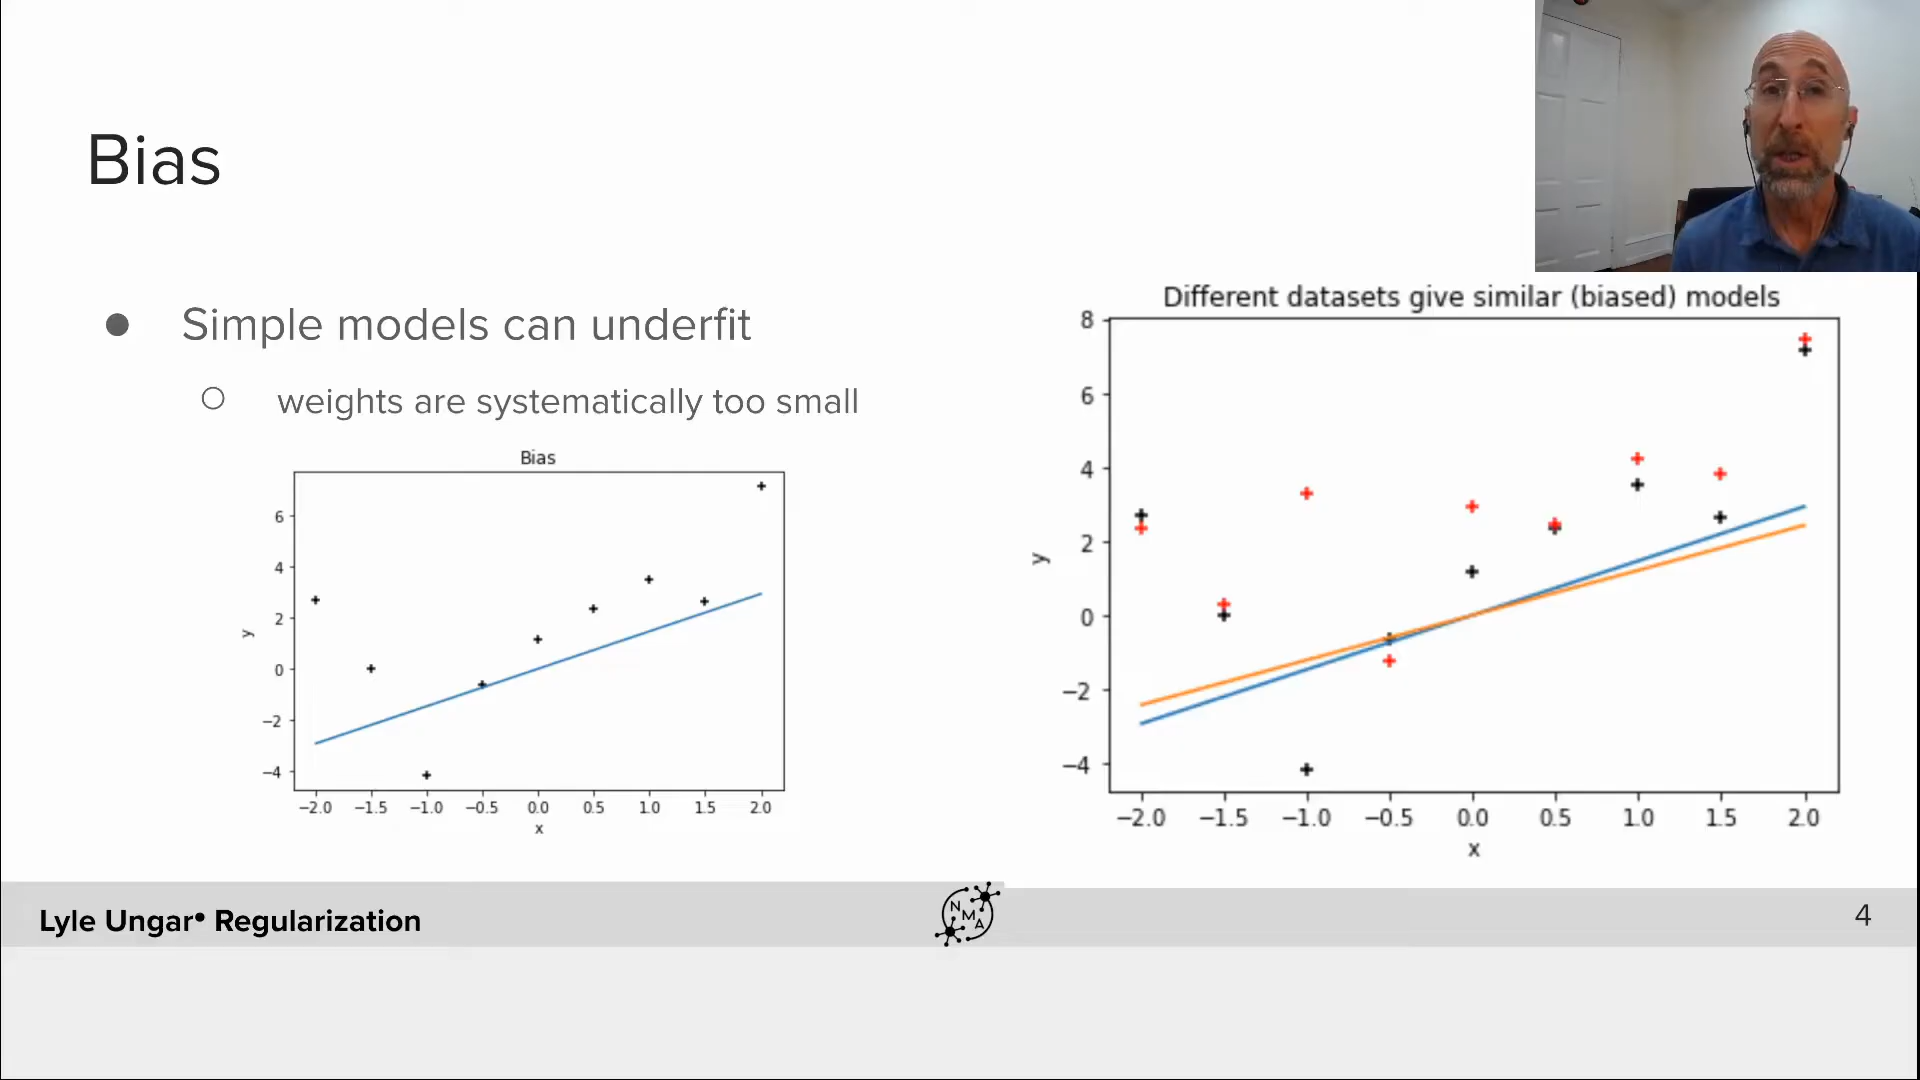 Bias
Simple models can underfit
weights are systematically too small
Bias
6
4
2
0
−2
−4
y
−2.0 −1.5 −1.0 −0.5 0.0 0.5 1.0 1.5 2.0
x
Different datasets give similar (biased) models
8
6
4
2
0
−2
−4
y
−2.0 −1.5 −1.0 −0.5 0.0 0.5 1.0 1.5 2.0
x
Lyle Ungar• Regularization
N
M
A
4